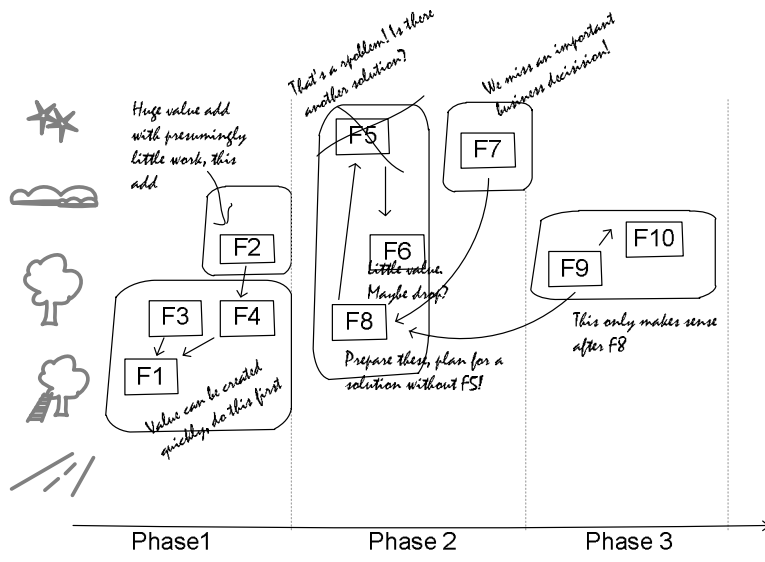 That's a rpoblem! Is there
another solution?
We miss an important
business decisision!
Huge value add
with presumingly
little work, this
add
F5
F7
F2
F6
F10
F9
Little value.
Maybe drop?
F3
F4
F8
This only makes sense
after F8
F1
Prepare these, plan for a
solution without F5!
Value can be created
quickly, do this first
Phase1
Phase 2
Phase 3